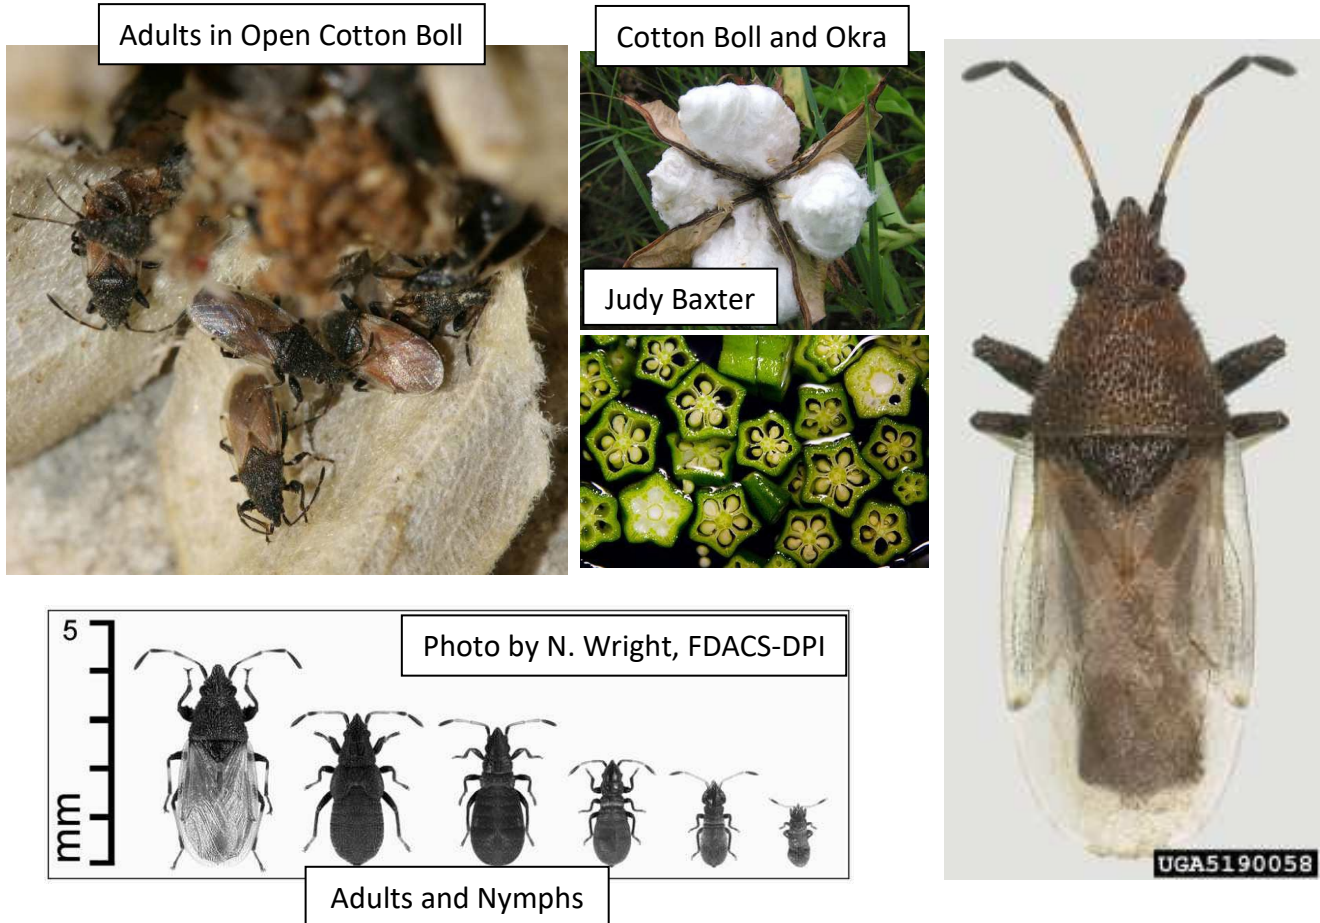 Adults in Open Cotton Boll
Cotton Boll and Okra
Judy Baxter
5
mm
Photo by N. Wright, FDACS-DPI
Adults and Nymphs
UGA5190058